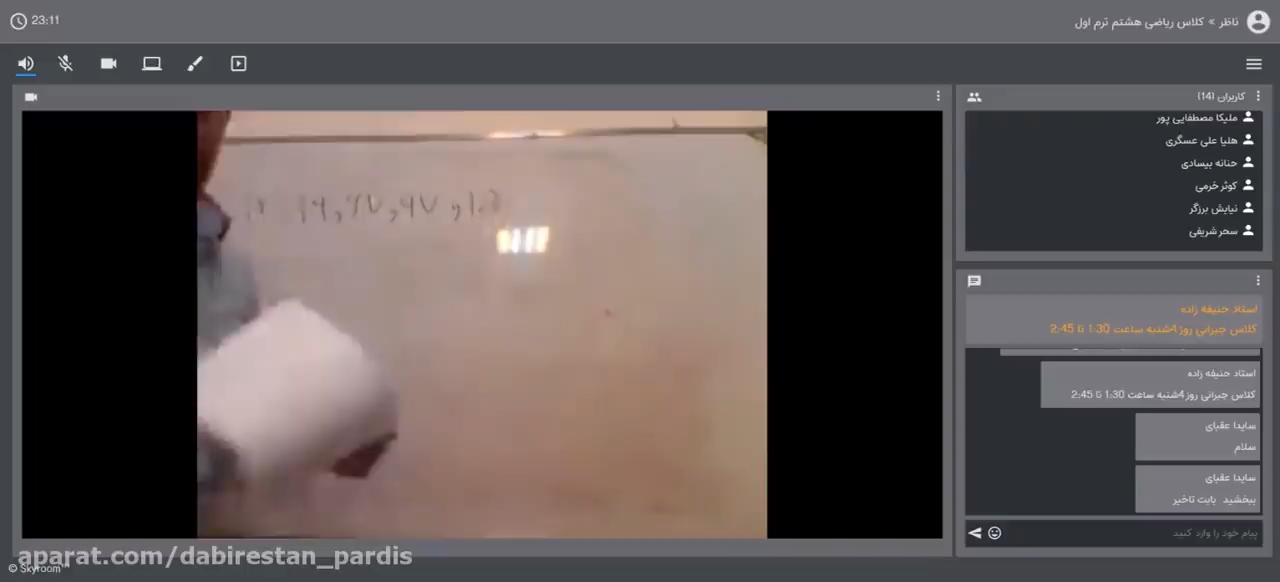 23:11
ناظر » کلاس ریاضی هشتم ترم اول
کاربران (14)
ملیکا مصطفایی پور
هلیا علی عسگری
حنانه بیسادی
کوثر خرمی
نیایش برزگر
سحر شریفی
استاد حنیفه زاده
کلاس جبرانی روز 4شنبه ساعت 1:30 تا 2:45
استاد حنیفه زاده
کلاس جبرانی روز 4شنبه ساعت 1:30 تا 2:45
سایدا عقبای
سلام
سایدا عقبای
ببخشید بابت تاخیر
پیام خود را وارد کنید
aparat.com/dabirestan_pardis
© Skyroom